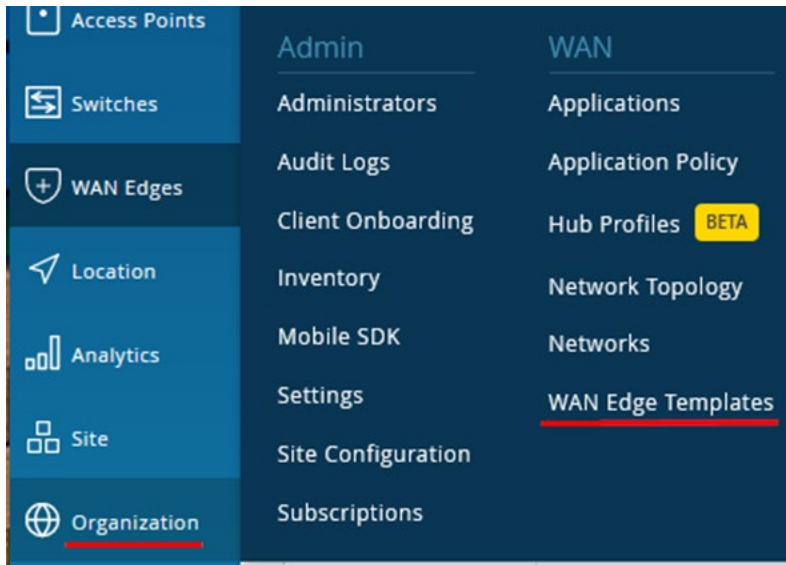 Access Points
Switches
WAN Edges
Location
Analytics
Site
Organization
Admin
Administrators
Audit Logs
Client Onboarding
Inventory
Mobile SDK
Settings
Site Configuration
Subscriptions
WAN
Applications
Application Policy
Hub Profiles BETA
Network Topology
Networks
WAN Edge Templates